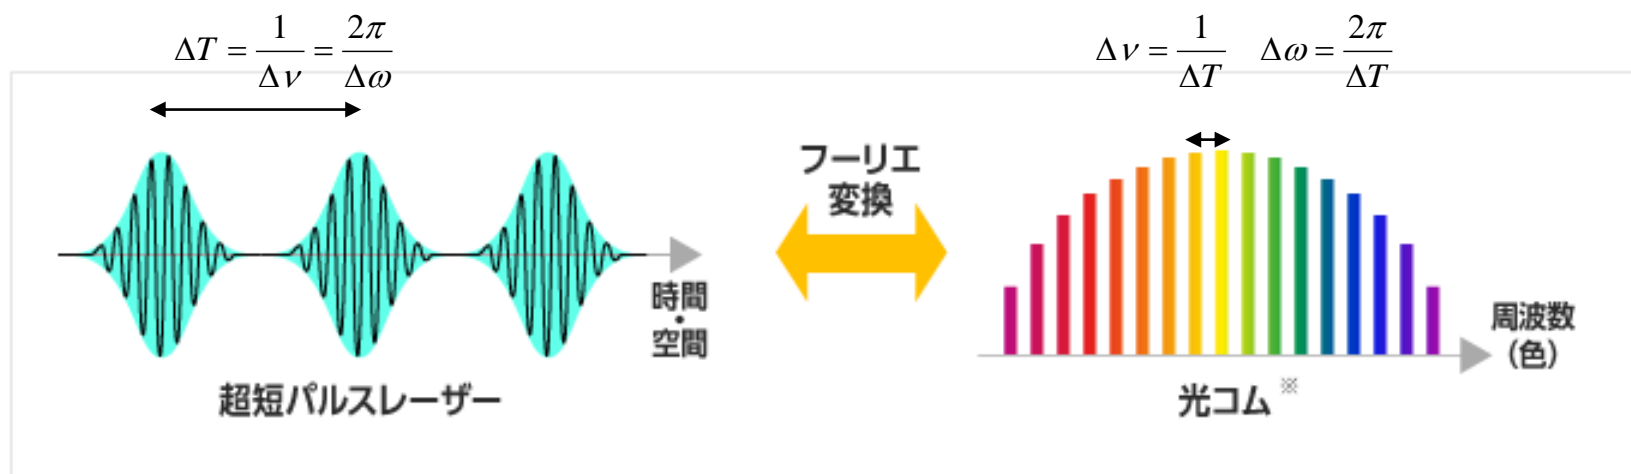 ΔT = 1/Δν = 2π/Δω
Δν = 1/ΔT Δω = 2π/ΔT
フーリエ
変換
時間
・
空間
周波数
（色）
超短パルスレーザー
光コム※